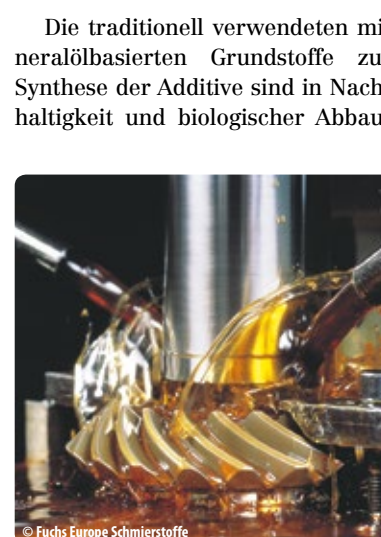 Die traditionell verwendeten mi
neralölbasierten Grundstoffe zu
Synthese der Additive sind in Nach
haltigkeit und biologischer Abbau
© Fuchs Europe Schmierstoffe